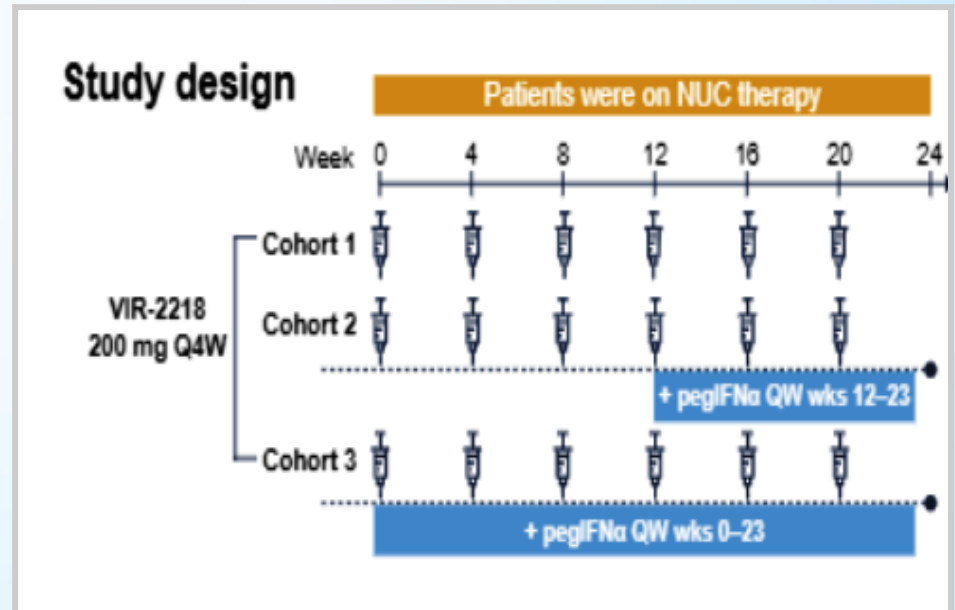 Study design
Patients were on NUC therapy
Week 0 4 8 12 16 20 24
Cohort 1
VIR-2218
200 mg Q4W
Cohort 2
+ pegIFNα QW wks 12–23
Cohort 3
+ pegIFNα QW wks 0–23